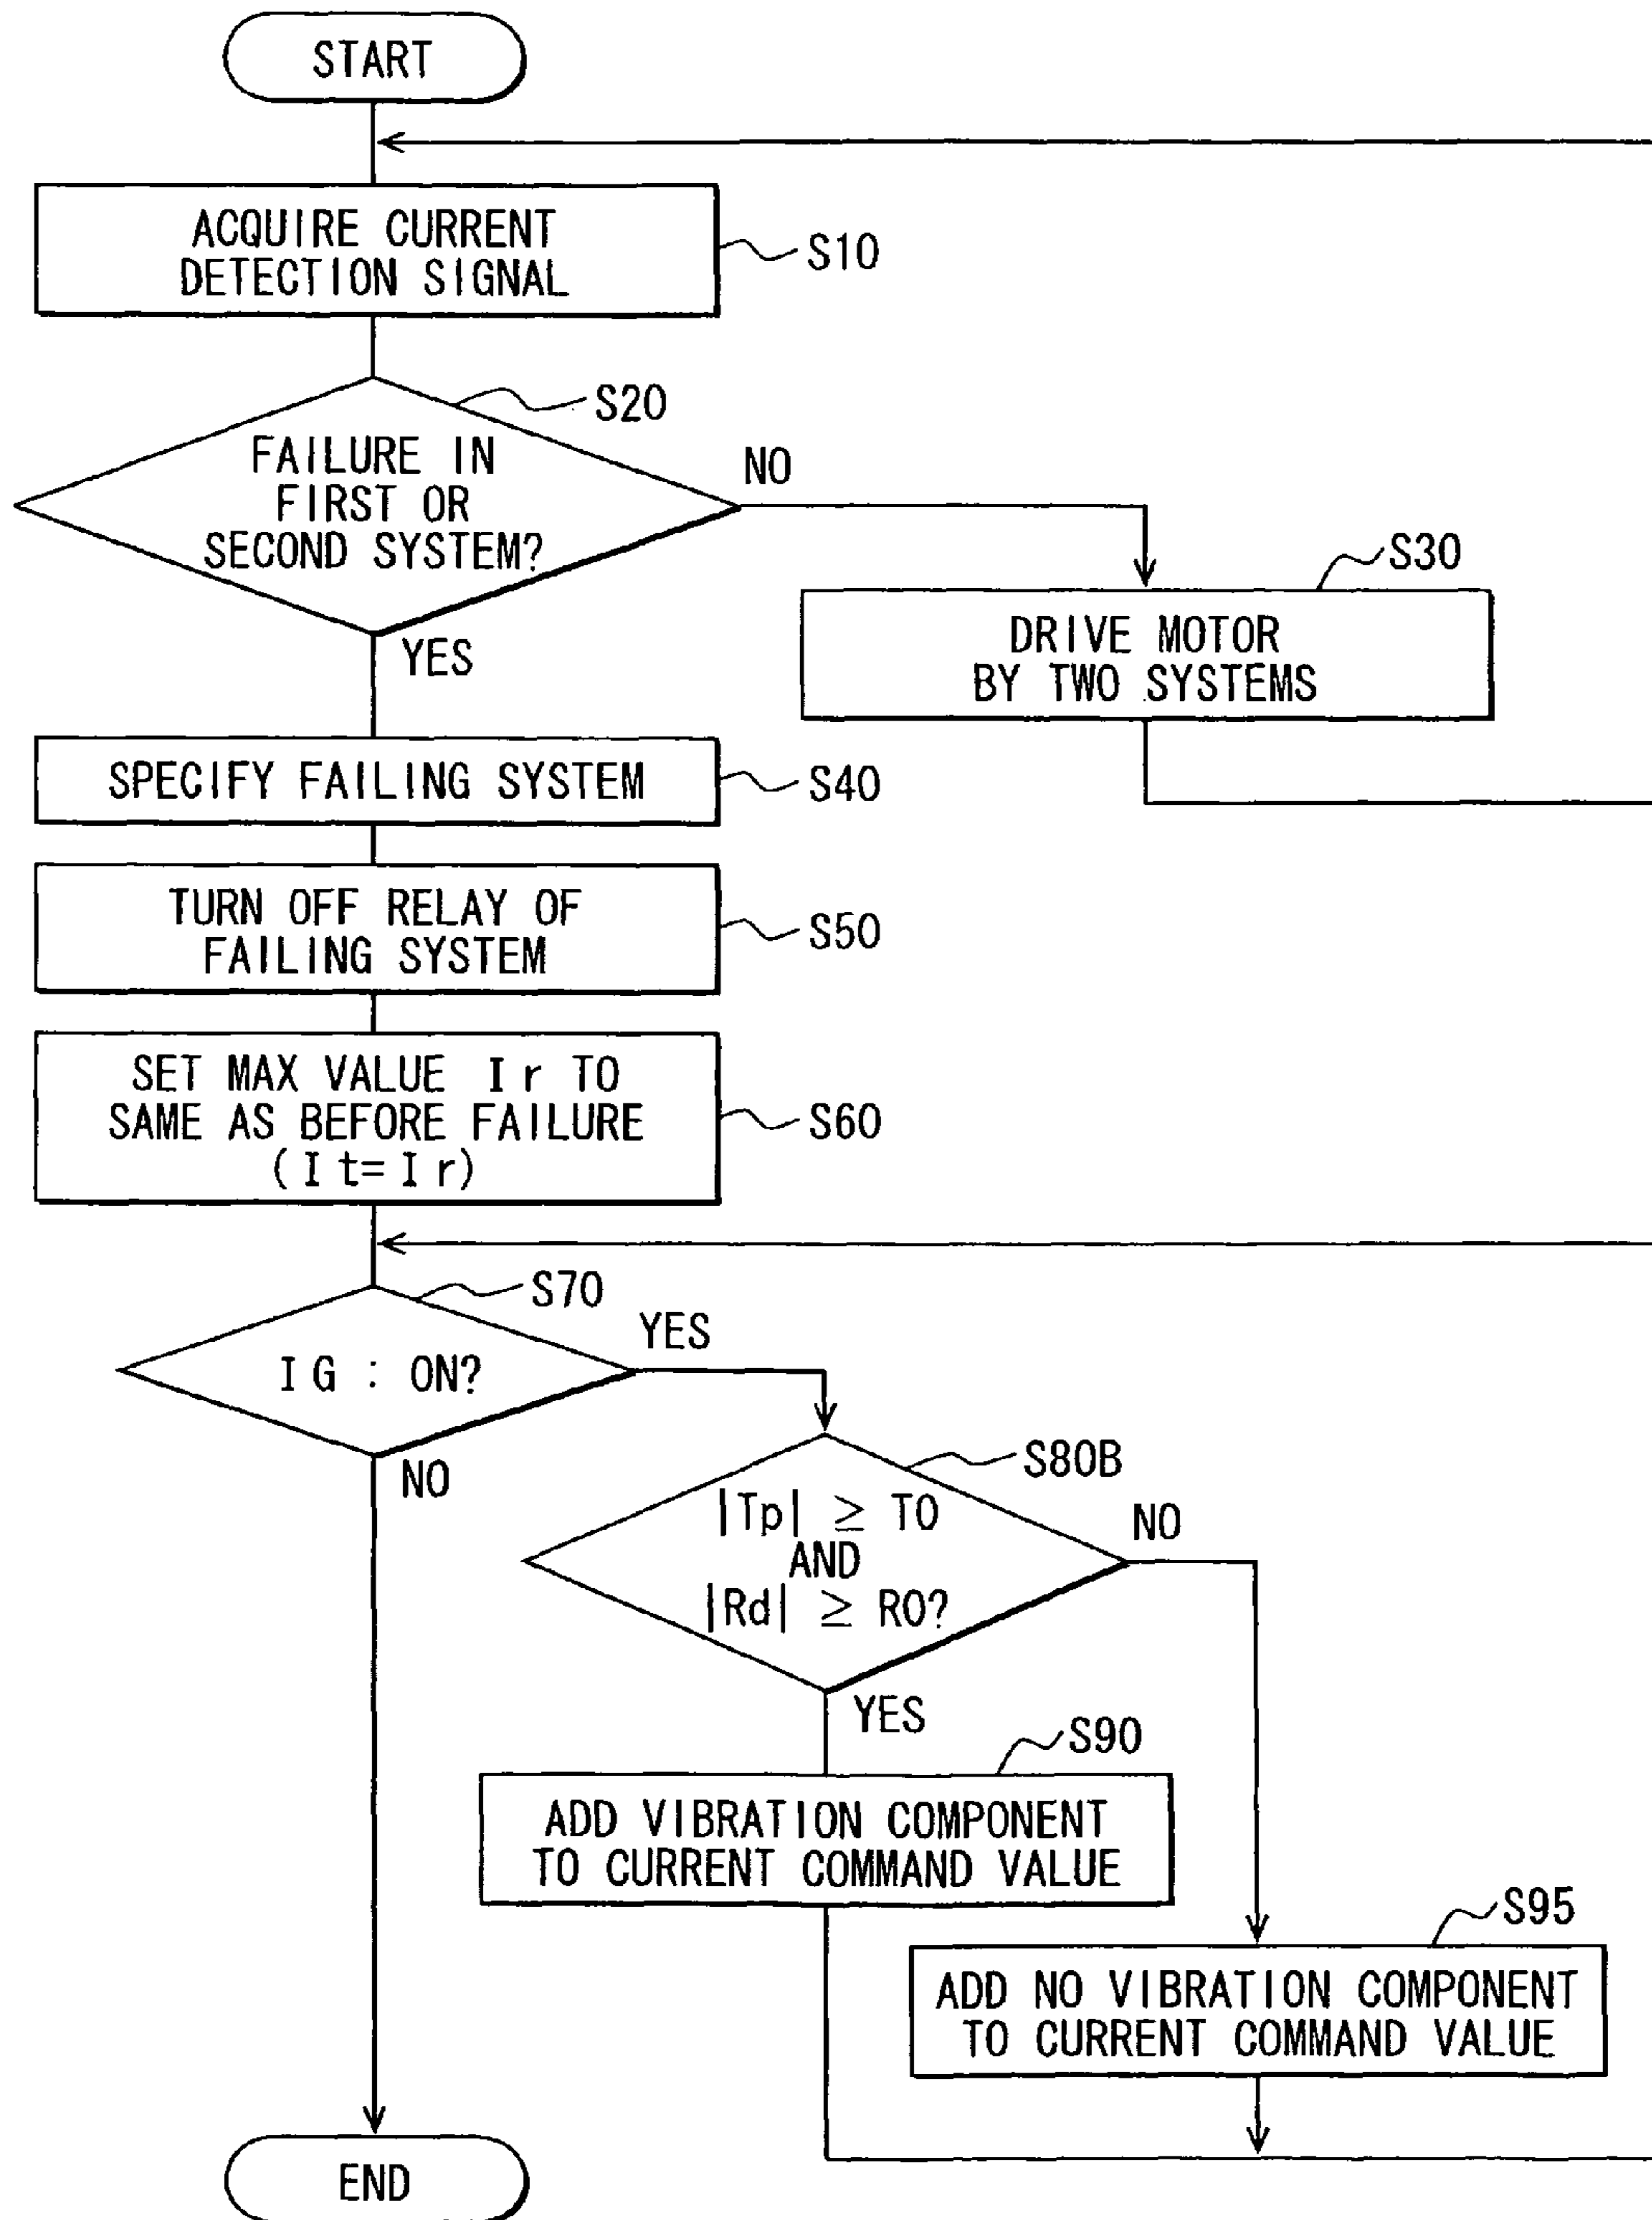 START
ACQUIRE CURRENT
DETECTION SIGNAL
S10
S20
FAILURE IN
FIRST OR
SECOND SYSTEM?
NO
YES
S30
DRIVE MOTOR
BY TWO SYSTEMS
SPECIFY FAILING SYSTEM
S40
TURN OFF RELAY OF
FAILING SYSTEM
S50
SET MAX VALUE Ir TO
SAME AS BEFORE FAILURE
(It=Ir)
S60
S70
IG : ON?
YES
NO
S80B
|Tp| ≥ T0
AND
|Rd| ≥ R0?
NO
YES
S90
ADD VIBRATION COMPONENT
TO CURRENT COMMAND VALUE
S95
ADD NO VIBRATION COMPONENT
TO CURRENT COMMAND VALUE
END